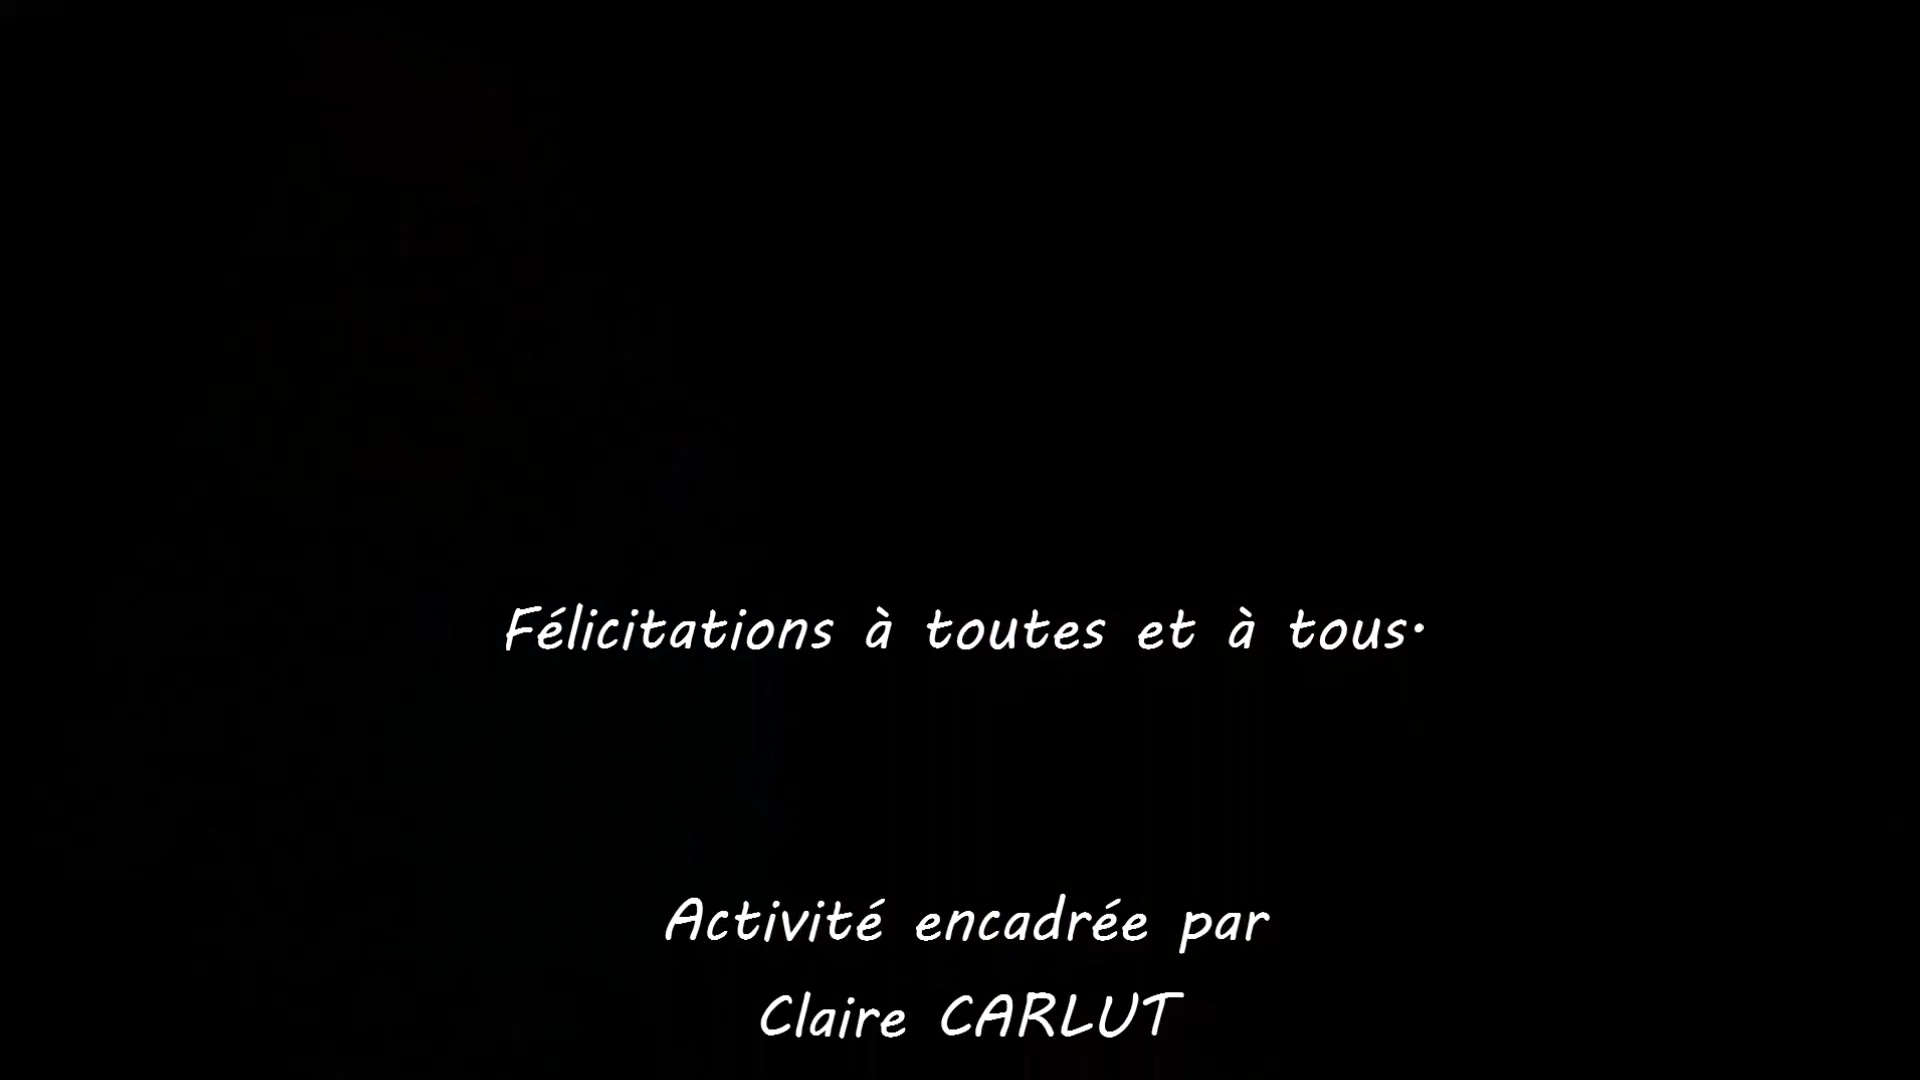 Félicitations à toutes et à tous.
Activité encadrée par
Claire CARLUT